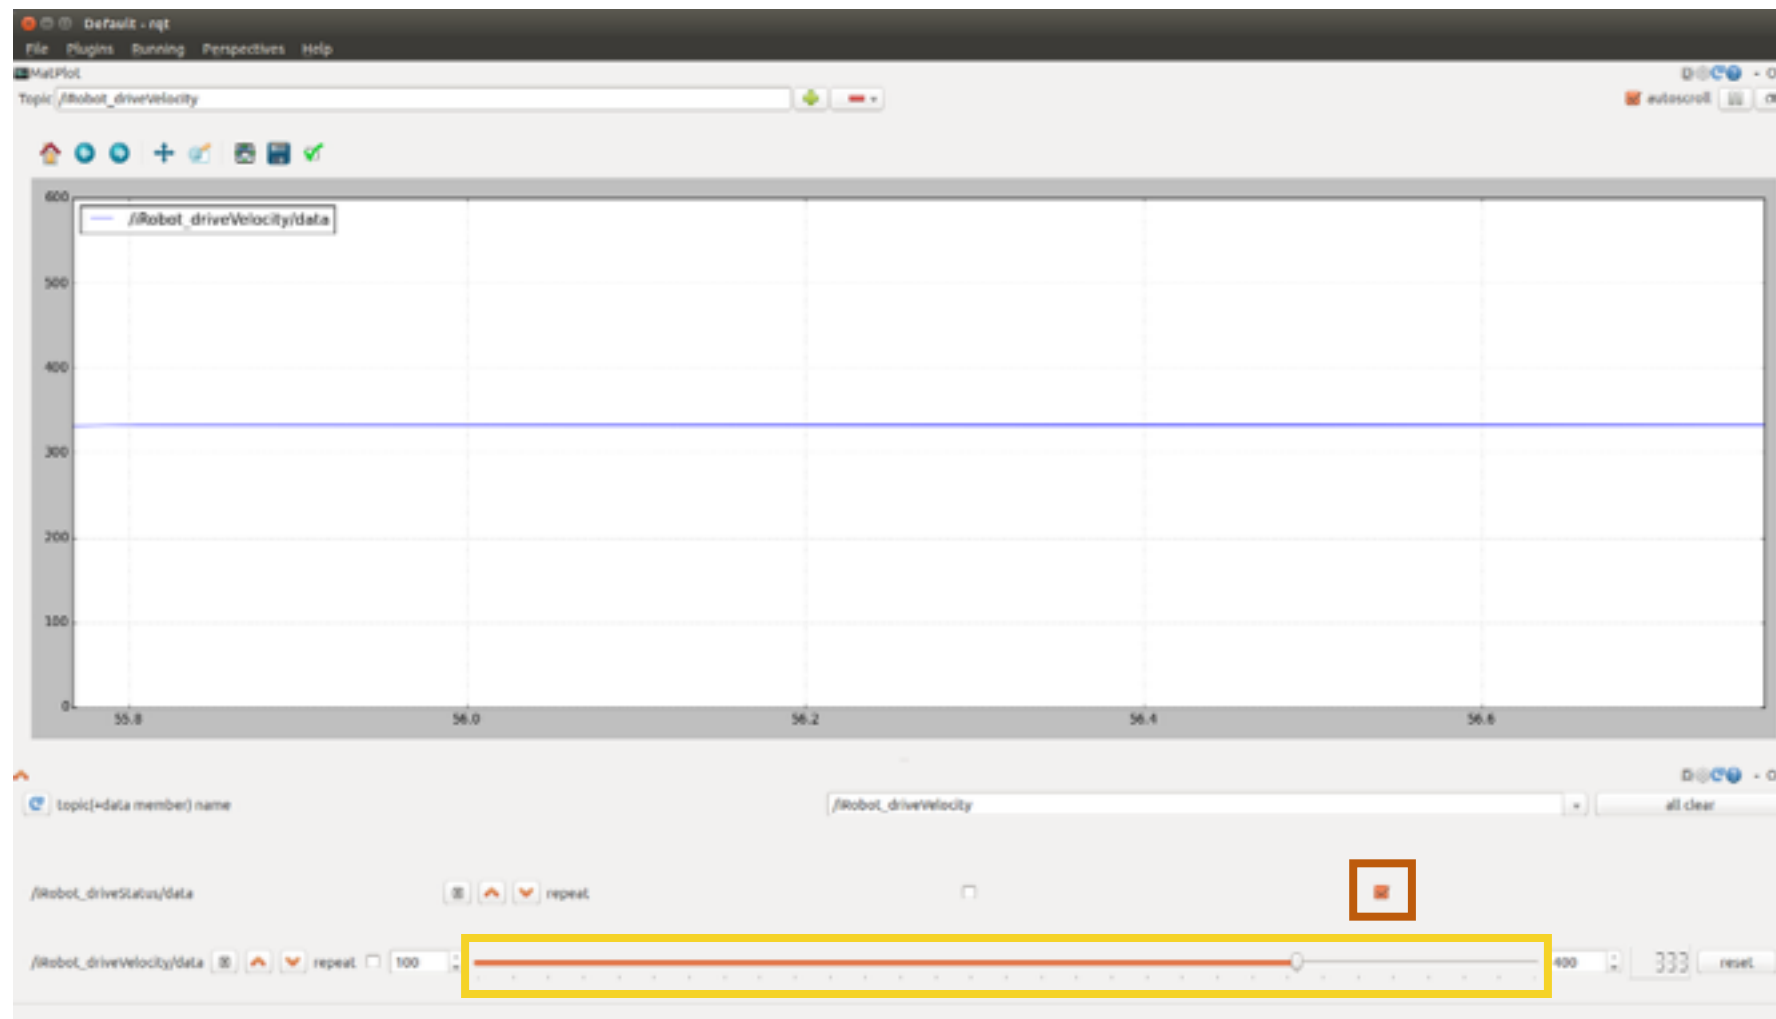 Default - rqt
File Plugins Running Perspectives Help
MatPlot
Topic /iRobot_driveVelocity autoscroll
600
/iRobot_driveVelocity/data
500
400
300
200
100
0
55.8 56.0 56.2 56.4 56.6
topic(+data member) name /iRobot_driveVelocity all clear
/iRobot_driveStatus/data repeat
/iRobot_driveVelocity/data repeat 100 400 333 reset